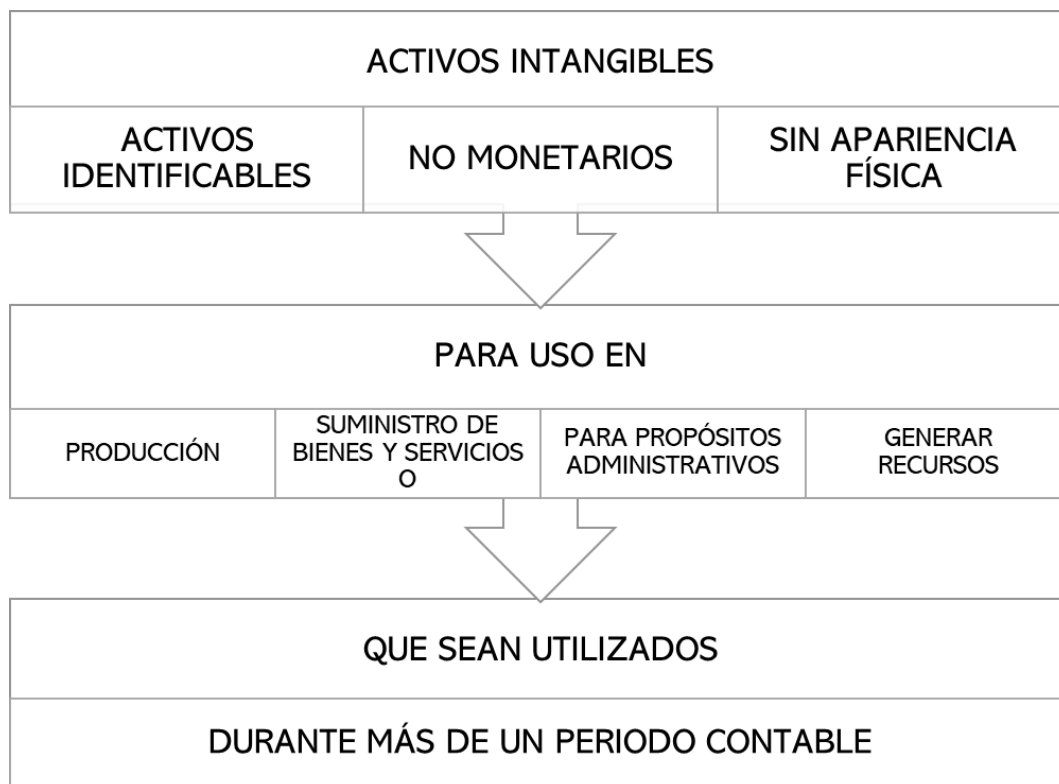 ACTIVOS INTANGIBLES
ACTIVOS
IDENTIFICABLES
NO MONETARIOS
SIN APARIENCIA
FÍSICA
PARA USO EN
PRODUCCIÓN
SUMINISTRO DE
BIENES Y SERVICIOS
O
PARA PROPÓSITOS
ADMINISTRATIVOS
GENERAR
RECURSOS
QUE SEAN UTILIZADOS
DURANTE MÁS DE UN PERIODO CONTABLE